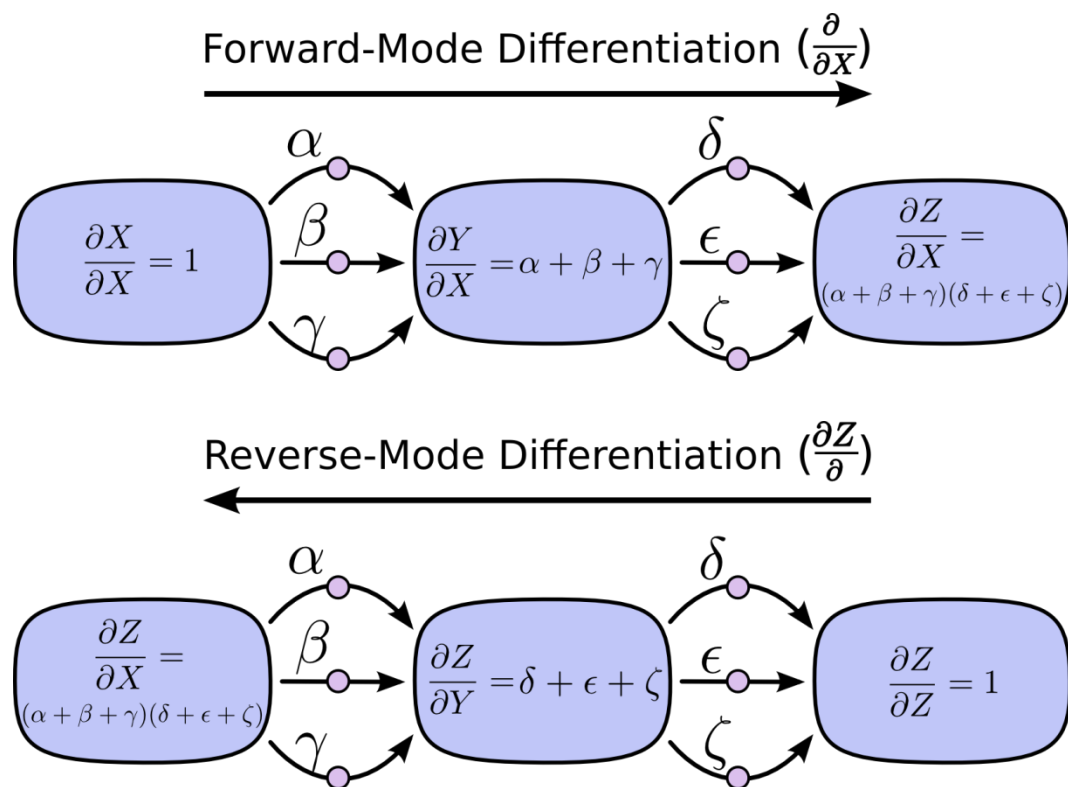 Forward-Mode Differentiation (∂/∂X)
α
δ
β
ϵ
γ
ζ
∂X/∂X = 1
∂Y/∂X = α + β + γ
∂Z/∂X =
(α + β + γ)(δ + ϵ + ζ)
Reverse-Mode Differentiation (∂Z/∂)
α
δ
β
ϵ
γ
ζ
∂Z/∂X =
(α + β + γ)(δ + ϵ + ζ)
∂Z/∂Y = δ + ϵ + ζ
∂Z/∂Z = 1